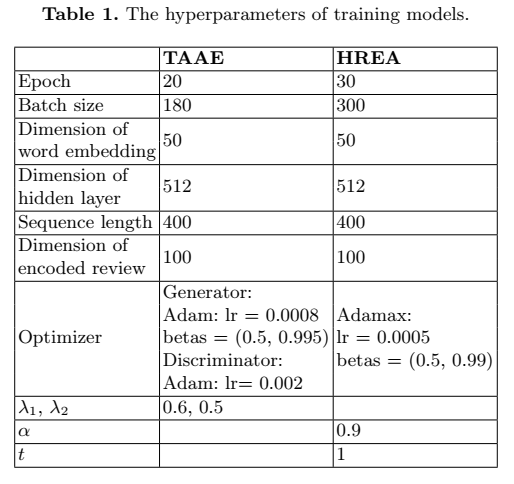 Table 1. The hyperparameters of training models.
TAAE HREA
Epoch 20 30
Batch size 180 300
Dimension of
word embedding 50 50
Dimension of
hidden layer 512 512
Sequence length 400 400
Dimension of
encoded review 100 100
Optimizer
Generator:
Adam: lr = 0.0008
betas = (0.5, 0.995)
Discriminator:
Adam: lr= 0.002
Adamax:
lr = 0.0005
betas = (0.5, 0.99)
λ₁, λ₂ 0.6, 0.5
α 0.9
t 1